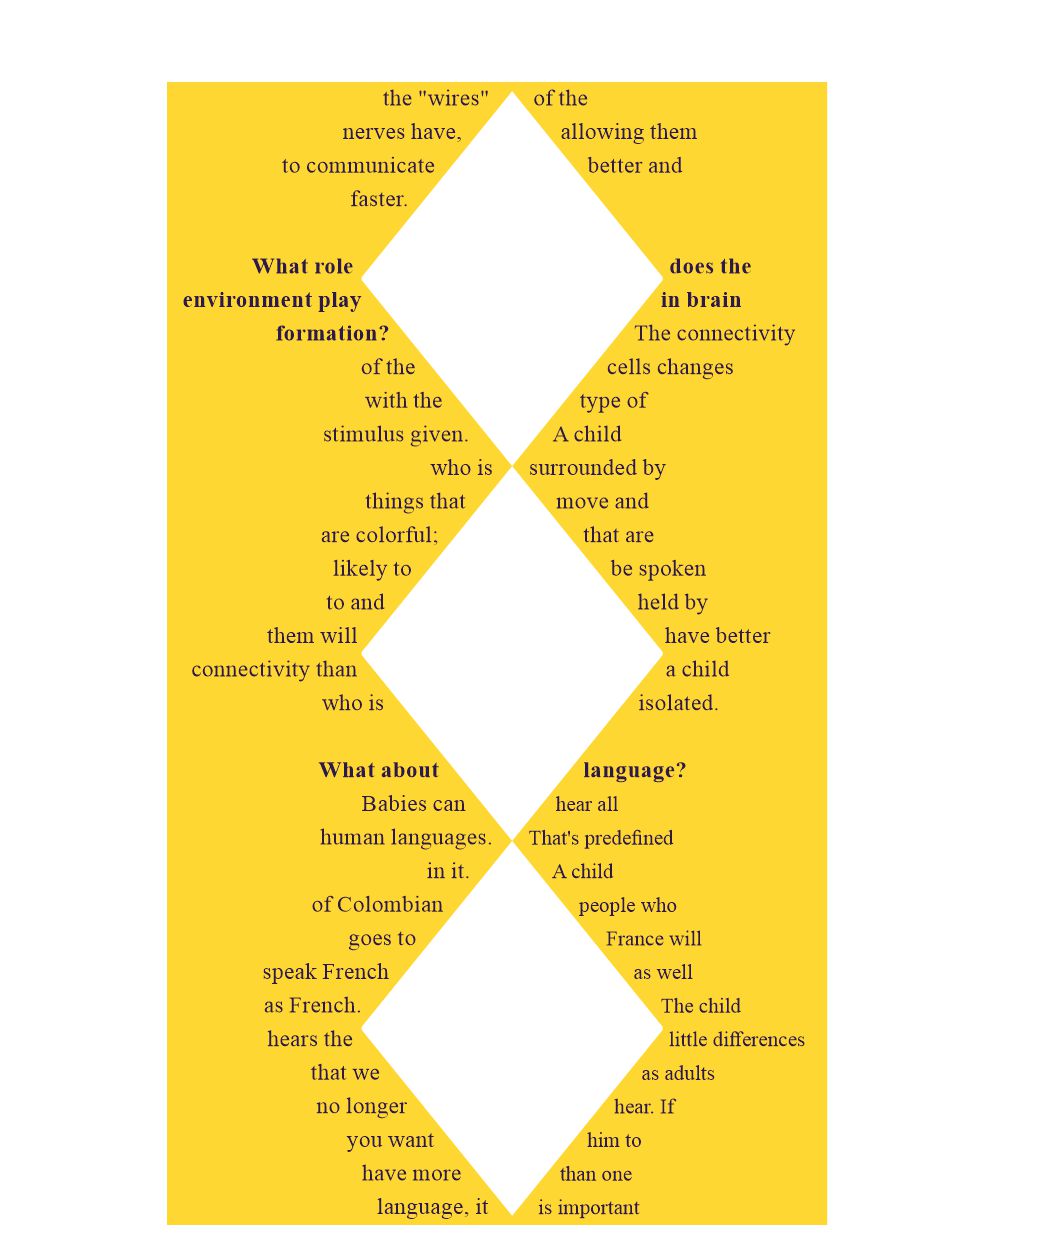 the "wires" of the
nerves have, allowing them
to communicate better and
faster.
What role does the
environment play in brain
formation? The connectivity
of the cells changes
with the type of
stimulus given. A child
who is surrounded by
things that move and
are colorful; that are
likely to be spoken
to and held by
them will have better
connectivity than a child
who is isolated.
What about language?
Babies can hear all
human languages. That's predefined
in it. A child
of Colombian people who
goes to France will
speak French as well
as French. The child
hears the little differences
that we as adults
no longer hear. If
you want him to
have more than one
language, it is important